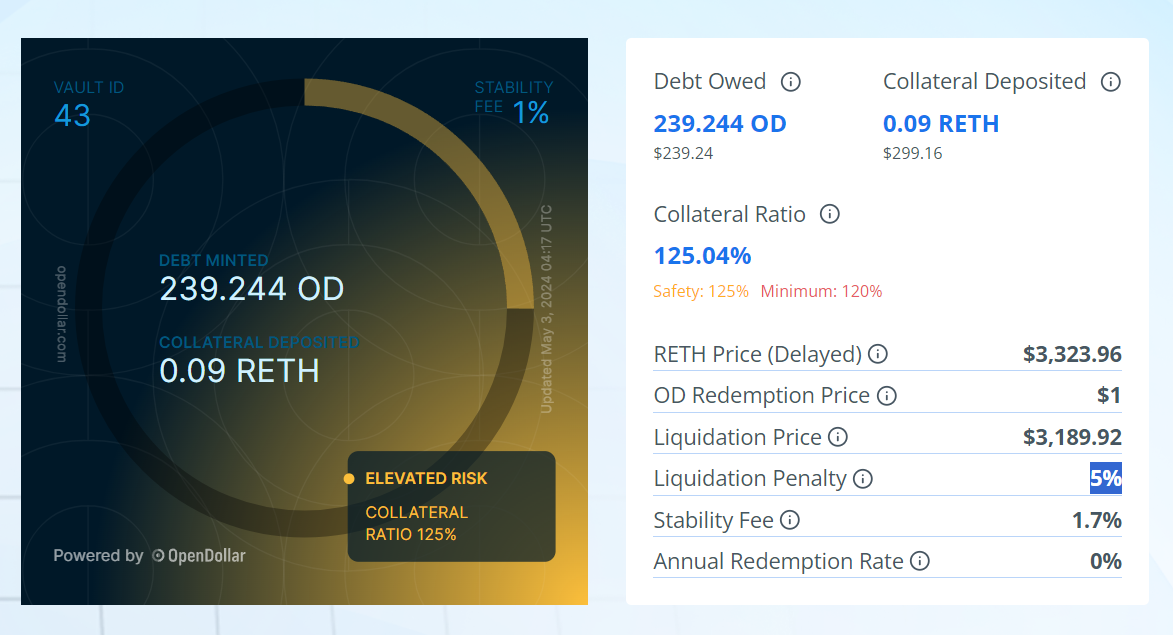 VAULT ID
43
STABILITY
FEE 1%
opendollar.com
Updated May 3, 2024 04:17 UTC
DEBT MINTED
239.244 OD
COLLATERAL DEPOSITED
0.09 RETH
ELEVATED RISK
COLLATERAL
RATIO 125%
Powered by OpenDollar
Debt Owed
239.244 OD
$239.24
Collateral Deposited
0.09 RETH
$299.16
Collateral Ratio
125.04%
Safety: 125% Minimum: 120%
RETH Price (Delayed) $3,323.96
OD Redemption Price $1
Liquidation Price $3,189.92
Liquidation Penalty 5%
Stability Fee 1.7%
Annual Redemption Rate 0%